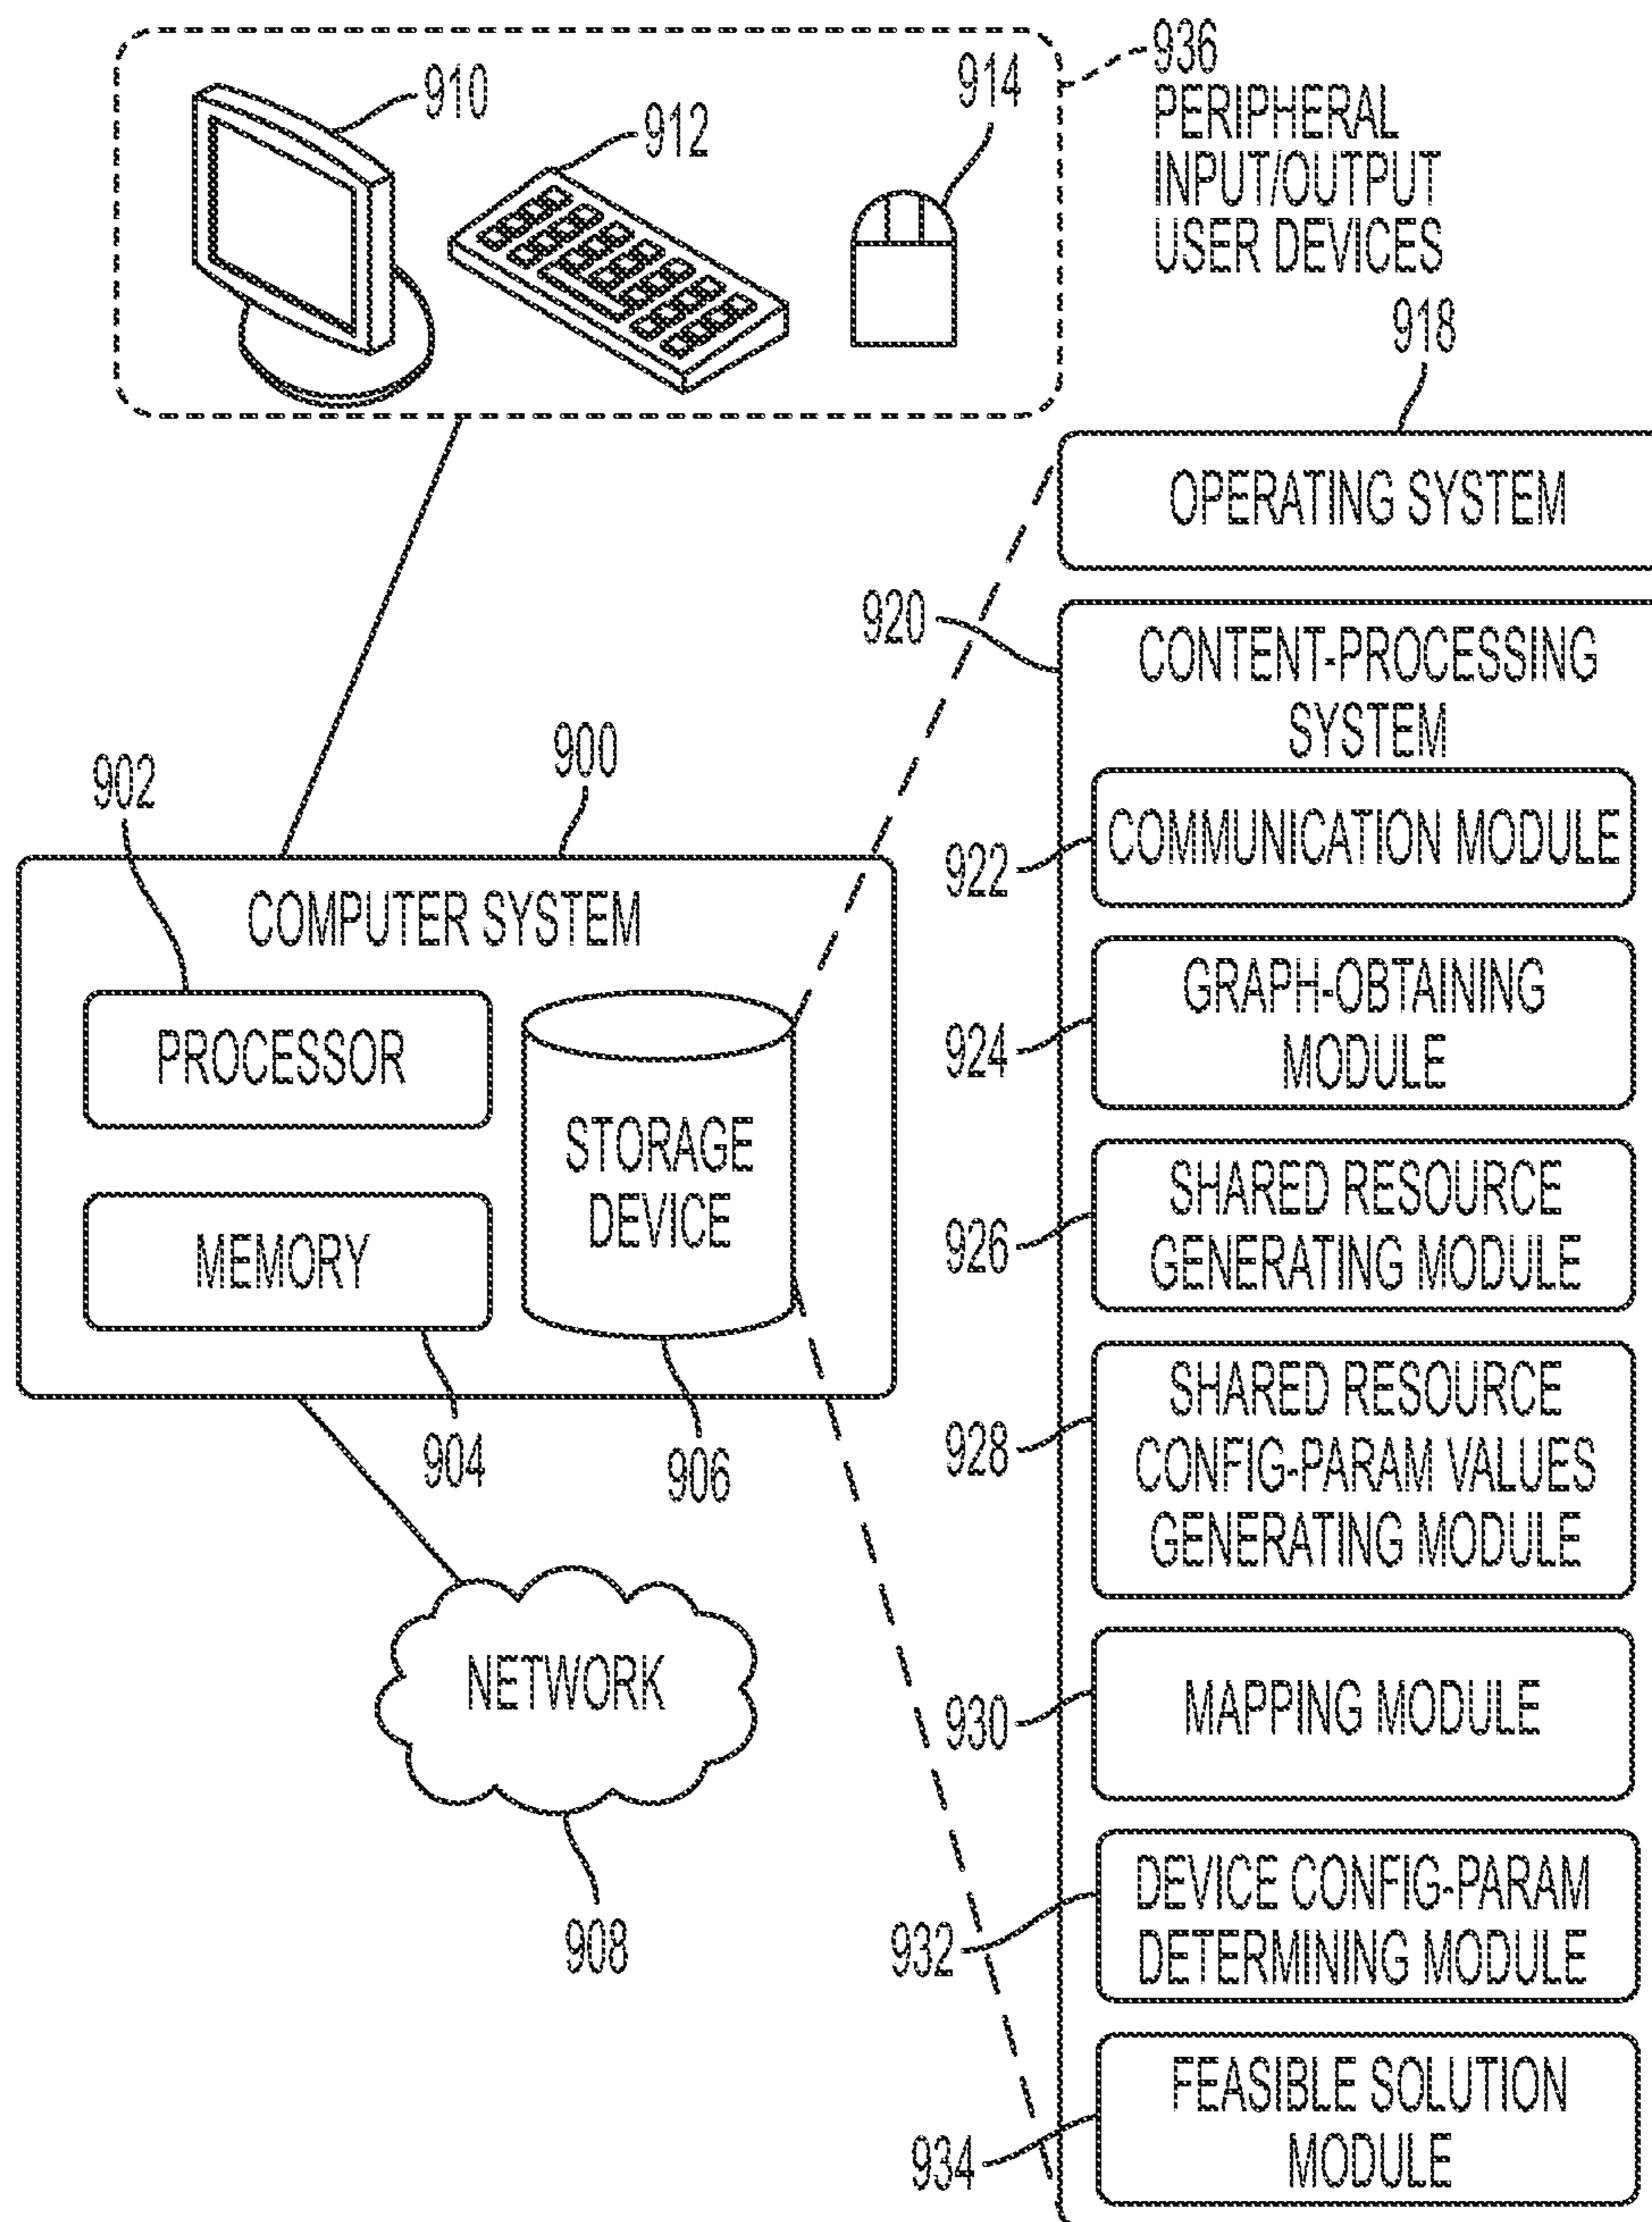 910
912
914
936
PERIPHERAL
INPUT/OUTPUT
USER DEVICES
918
OPERATING SYSTEM
920
CONTENT-PROCESSING
SYSTEM
902
900
COMPUTER SYSTEM
PROCESSOR
MEMORY
STORAGE
DEVICE
904
906
NETWORK
908
922
COMMUNICATION MODULE
924
GRAPH-OBTAINING
MODULE
926
SHARED RESOURCE
GENERATING MODULE
928
SHARED RESOURCE
CONFIG-PARAM VALUES
GENERATING MODULE
930
MAPPING MODULE
932
DEVICE CONFIG-PARAM
DETERMINING MODULE
934
FEASIBLE SOLUTION
MODULE